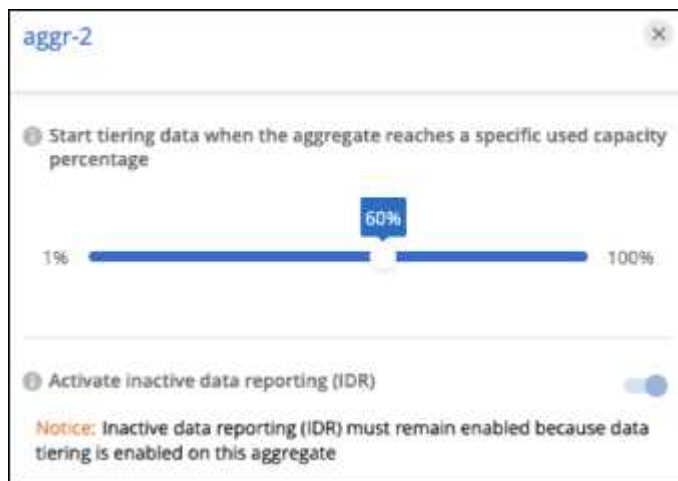 aggr-2
Start tiering data when the aggregate reaches a specific used capacity
percentage
60%
1%
100%
Activate inactive data reporting (IDR)
Notice: Inactive data reporting (IDR) must remain enabled because data
tiering is enabled on this aggregate